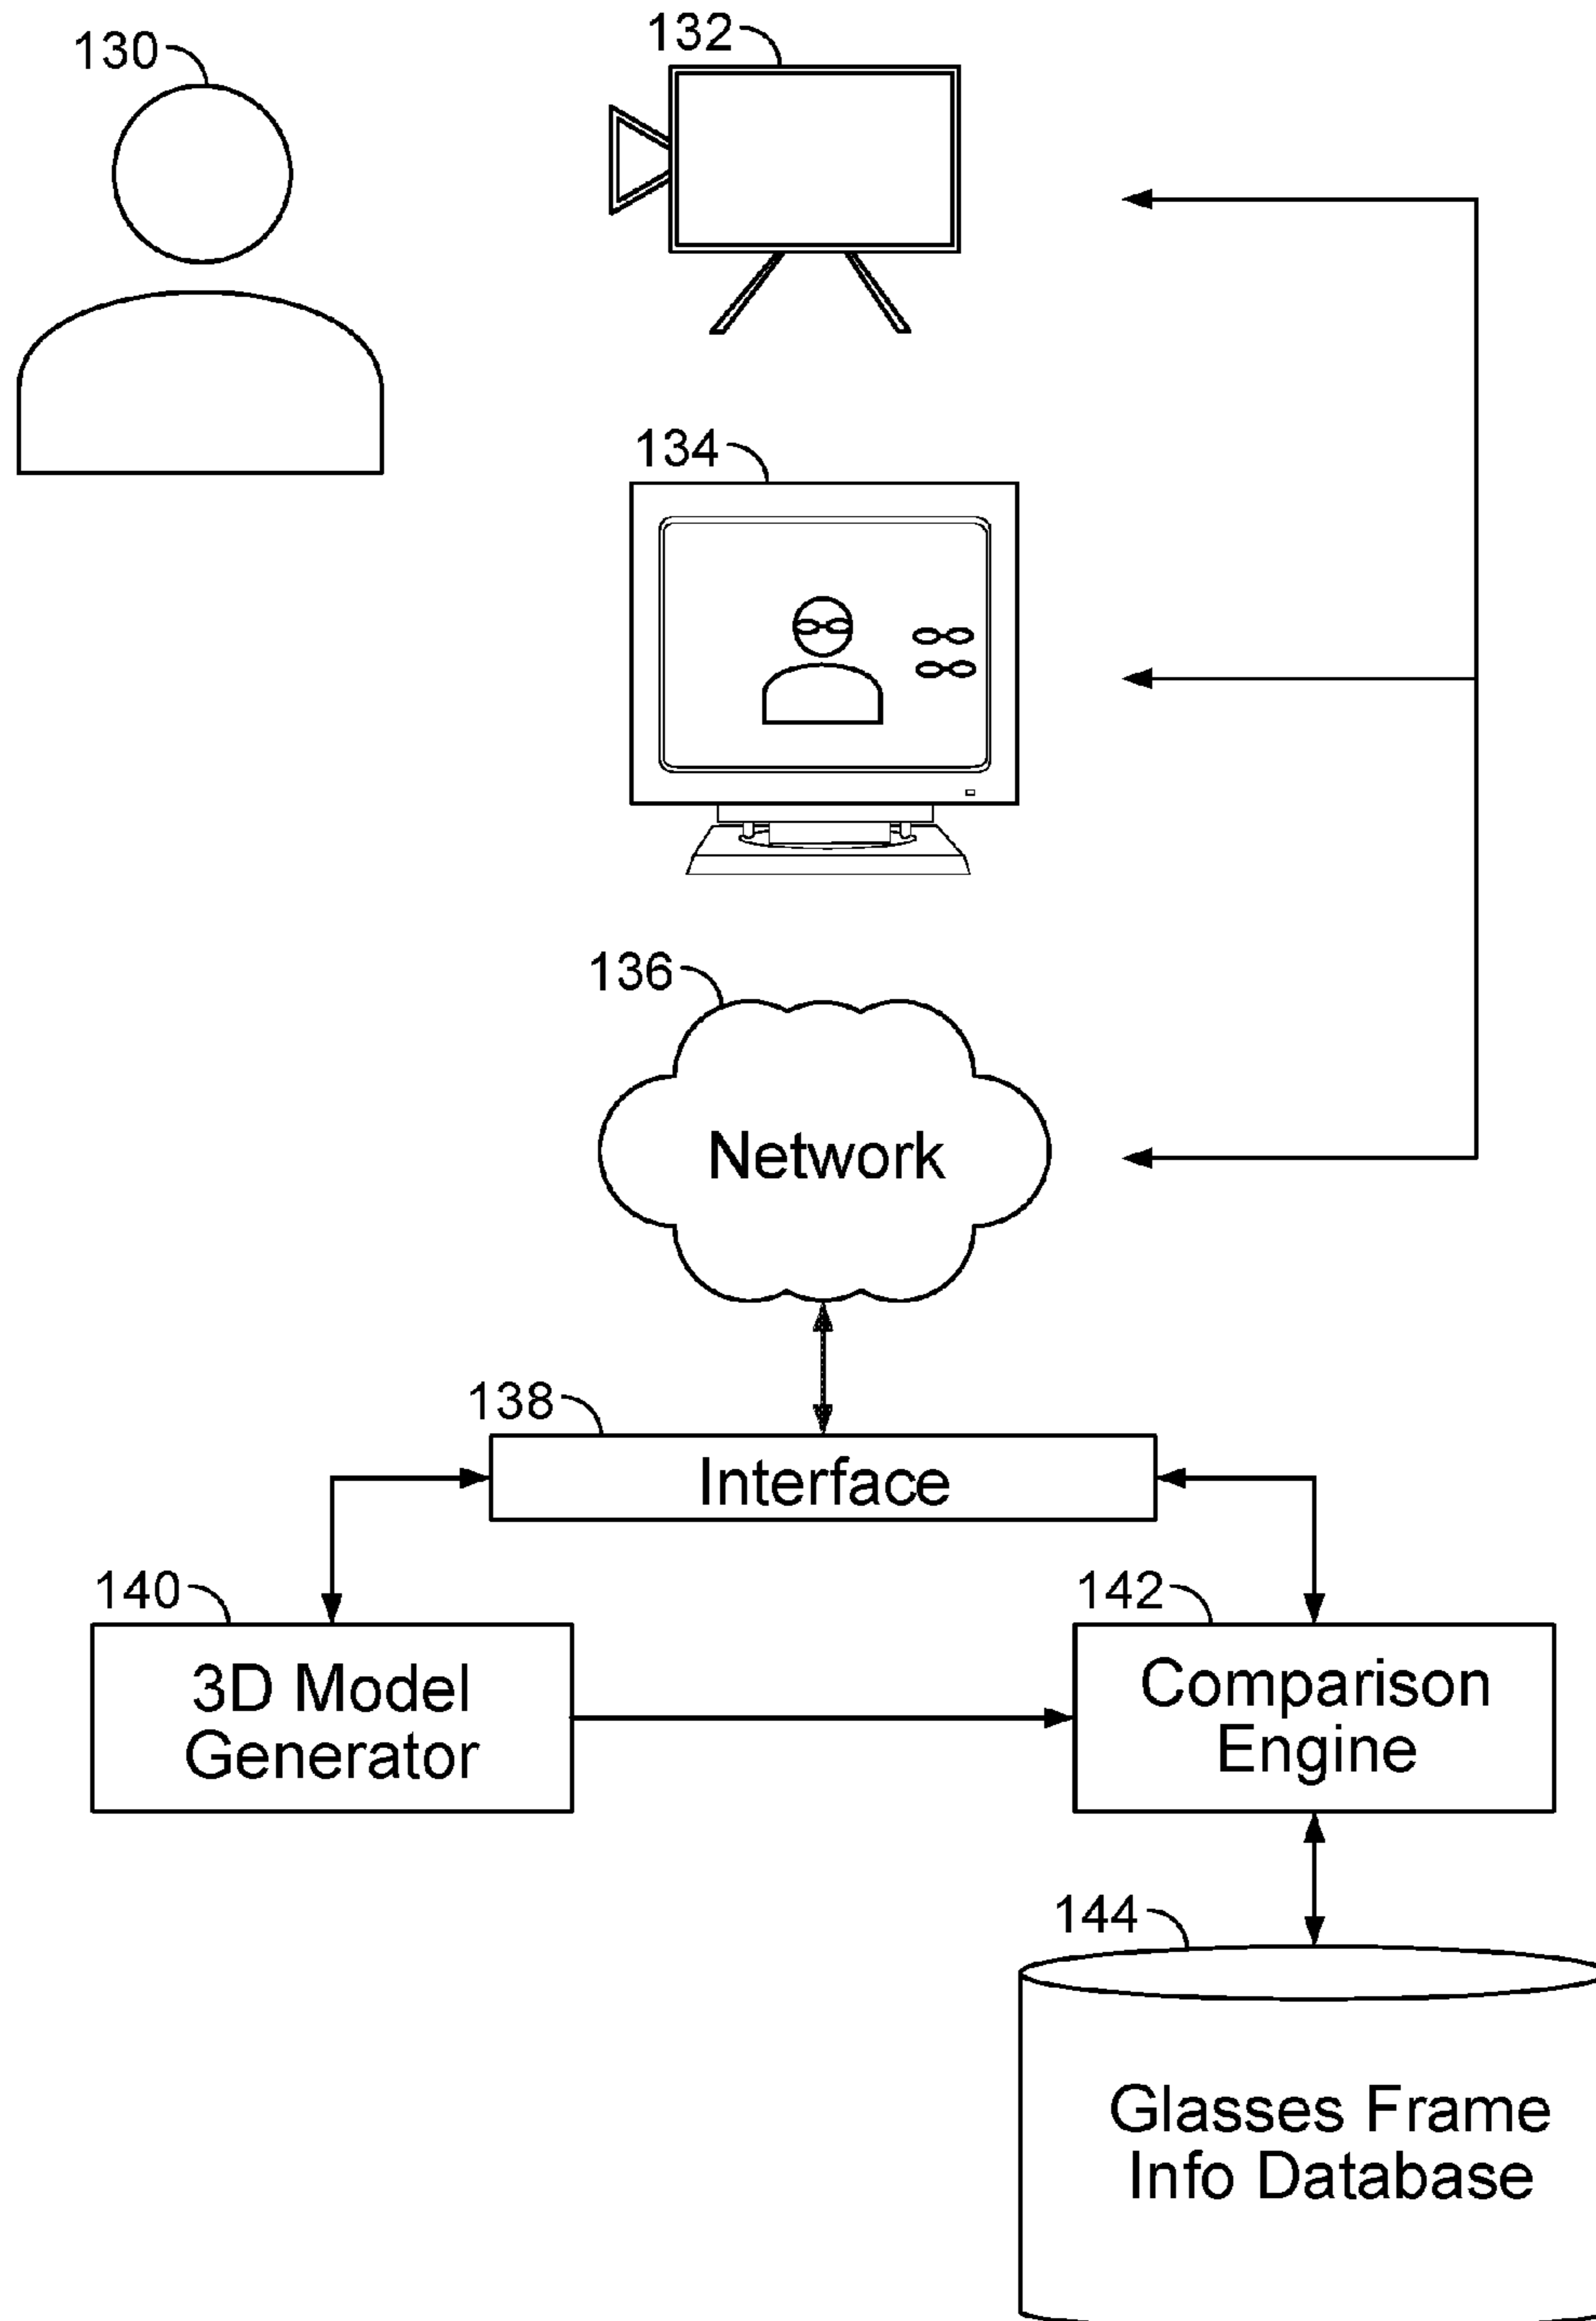 130
132
134
136
Network
138
Interface
140
142
3D Model
Generator
Comparison
Engine
144
Glasses Frame
Info Database